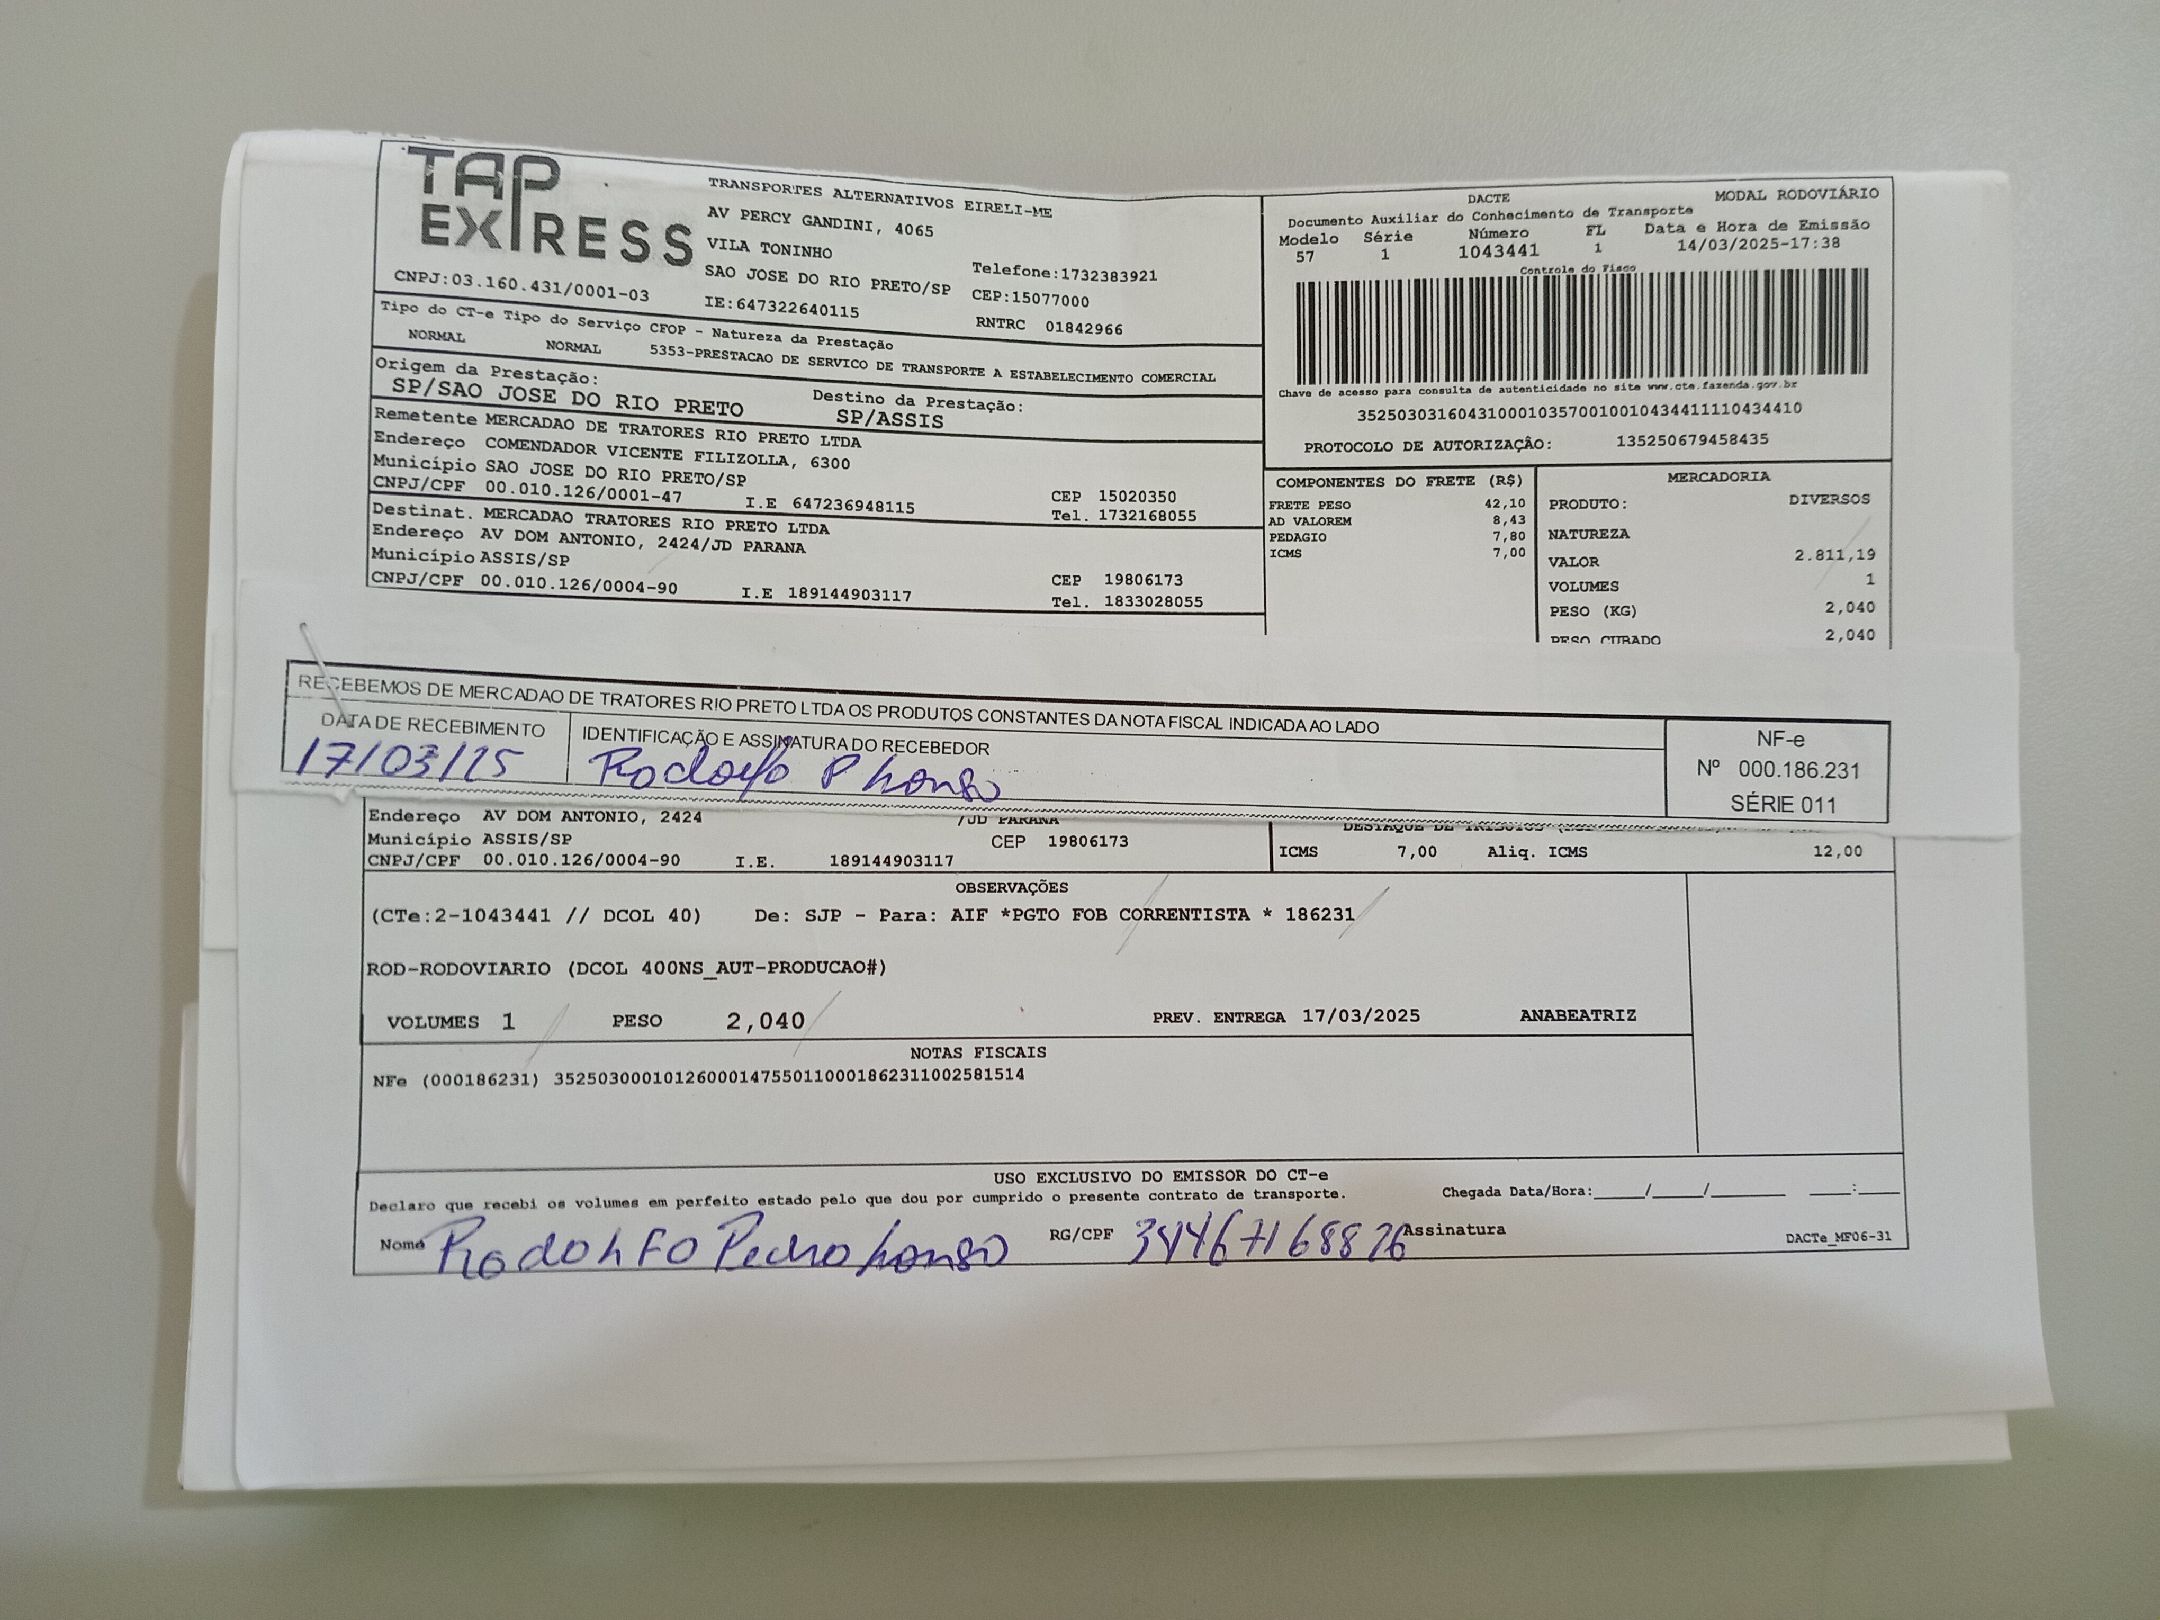 TAP
EXPRESS
TRANSPORTES ALTERNATIVOS EIRELI-ME
AV PERCY GANDINI, 4065
VILA TONINHO
SAO JOSE DO RIO PRETO/SP
Telefone:1732383921
CEP:15077000
CNPJ:03.160.431/0001-03
IE:647322640115
RNTRC 01842966
DACTE
MODAL RODOVIÁRIO
Documento Auxiliar do Conhecimento de Transporte
Modelo Série Número FL Data e Hora de Emissão
57 1 1043441 1 14/03/2025-17:38
Controle do Fisco
Chave de acesso para consulta de autenticidade no site www.cte.fazenda.gov.br
35250303160431000103570010010434411110434410
PROTOCOLO DE AUTORIZAÇÃO: 135250679458435
Tipo do CT-e Tipo do Serviço CFOP - Natureza da Prestação
NORMAL NORMAL 5353-PRESTACAO DE SERVICO DE TRANSPORTE A ESTABELECIMENTO COMERCIAL
Origem da Prestação: Destino da Prestação:
SP/SAO JOSE DO RIO PRETO SP/ASSIS
Remetente MERCADAO DE TRATORES RIO PRETO LTDA
Endereço COMENDADOR VICENTE FILIZOLLA, 6300
Município SAO JOSE DO RIO PRETO/SP CEP 15020350
CNPJ/CPF 00.010.126/0001-47 I.E 647236948115 Tel. 1732168055
Destinat. MERCADAO TRATORES RIO PRETO LTDA
Endereço AV DOM ANTONIO, 2424/JD PARANA
Município ASSIS/SP CEP 19806173
CNPJ/CPF 00.010.126/0004-90 I.E 189144903117 Tel. 1833028055
COMPONENTES DO FRETE (R$)
FRETE PESO 42,10
AD VALOREM 8,43
PEDAGIO 7,80
ICMS 7,00
MERCADORIA
PRODUTO: DIVERSOS
NATUREZA
VALOR 2.811,19
VOLUMES 1
PESO (KG) 2,040
PESO CUBADO 2,040
RECEBEMOS DE MERCADAO DE TRATORES RIO PRETO LTDA OS PRODUTOS CONSTANTES DA NOTA FISCAL INDICADA AO LADO
DATA DE RECEBIMENTO IDENTIFICAÇÃO E ASSINATURA DO RECEBEDOR
17/03/25 Rodolfo P
NF-e
Nº 000.186.231
SÉRIE 011
Endereço AV DOM ANTONIO, 2424 /JD PARANA
Município ASSIS/SP CEP 19806173
CNPJ/CPF 00.010.126/0004-90 I.E. 189144903117
DESTAQUE DE
ICMS 7,00 Aliq. ICMS 12,00
OBSERVAÇÕES
(CTe:2-1043441 // DCOL 40) De: SJP - Para: AIF *PGTO FOB CORRENTISTA * 186231
ROD-RODOVIARIO (DCOL 400NS_AUT-PRODUCAO#)
VOLUMES 1 PESO 2,040 PREV. ENTREGA 17/03/2025 ANABEATRIZ
NOTAS FISCAIS
NFe (000186231) 35250300010126000147550110001862311002581514
USO EXCLUSIVO DO EMISSOR DO CT-e
Declaro que recebi os volumes em perfeito estado pelo que dou por cumprido o presente contrato de transporte. Chegada Data/Hora:____/____/______ ____:____
Nome Rodolfo Pedro RG/CPF 34467168826 Assinatura
DACTe_MF06-31